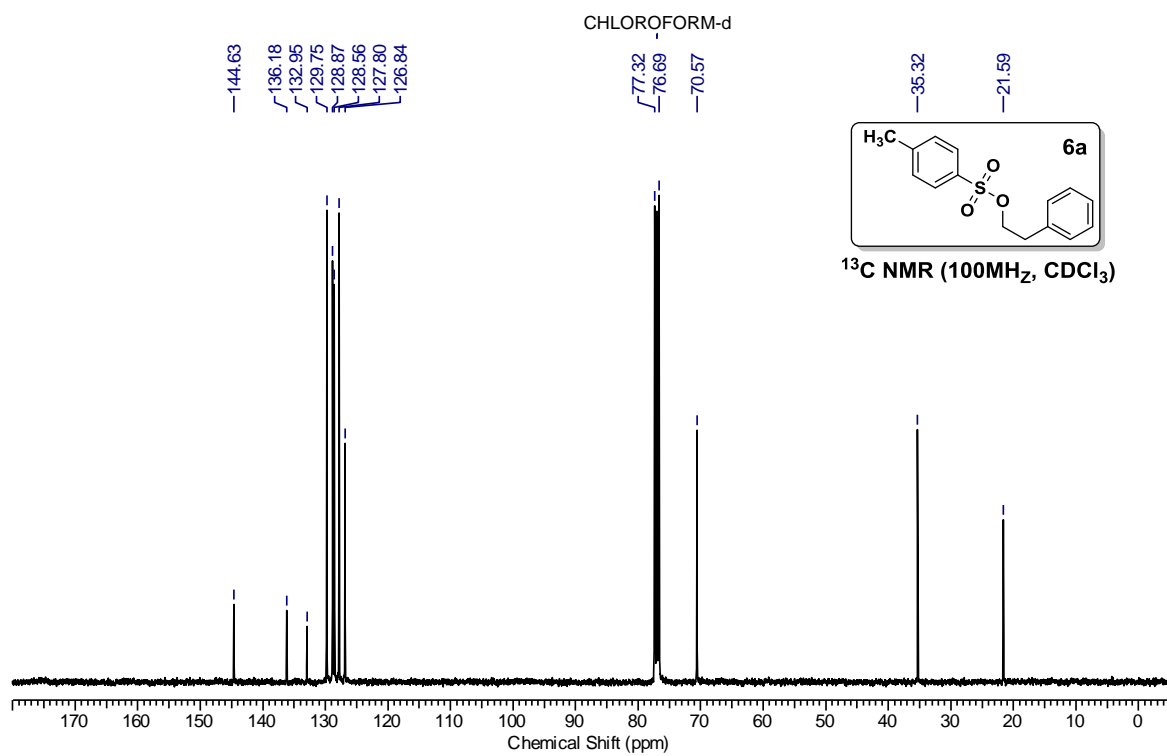 CHLOROFORM-d
144.63
136.18
132.95
129.75
128.87
128.56
127.80
126.84
77.32
76.69
70.57
35.32
21.59
H3C
6a
O
S
O
O
13C NMR (100MHZ, CDCl3)
170 160 150 140 130 120 110 100 90 80 70 60 50 40 30 20 10 0
Chemical Shift (ppm)